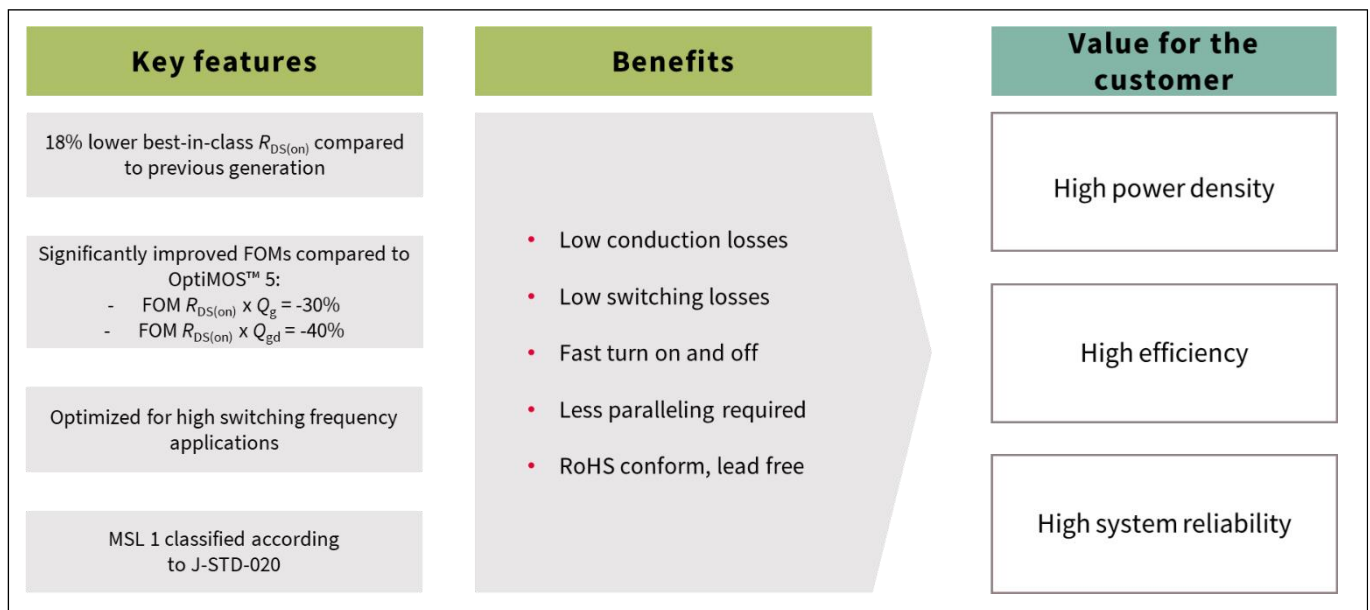 Key features
18% lower best-in-class RDS(on) compared
to previous generation
Significantly improved FOMs compared to
OptiMOS™ 5:
- FOM RDS(on) x Qg = -30%
- FOM RDS(on) x Qgd = -40%
Optimized for high switching frequency
applications
MSL 1 classified according
to J-STD-020
Benefits
• Low conduction losses
• Low switching losses
• Fast turn on and off
• Less paralleling required
• RoHS conform, lead free
Value for the
customer
High power density
High efficiency
High system reliability